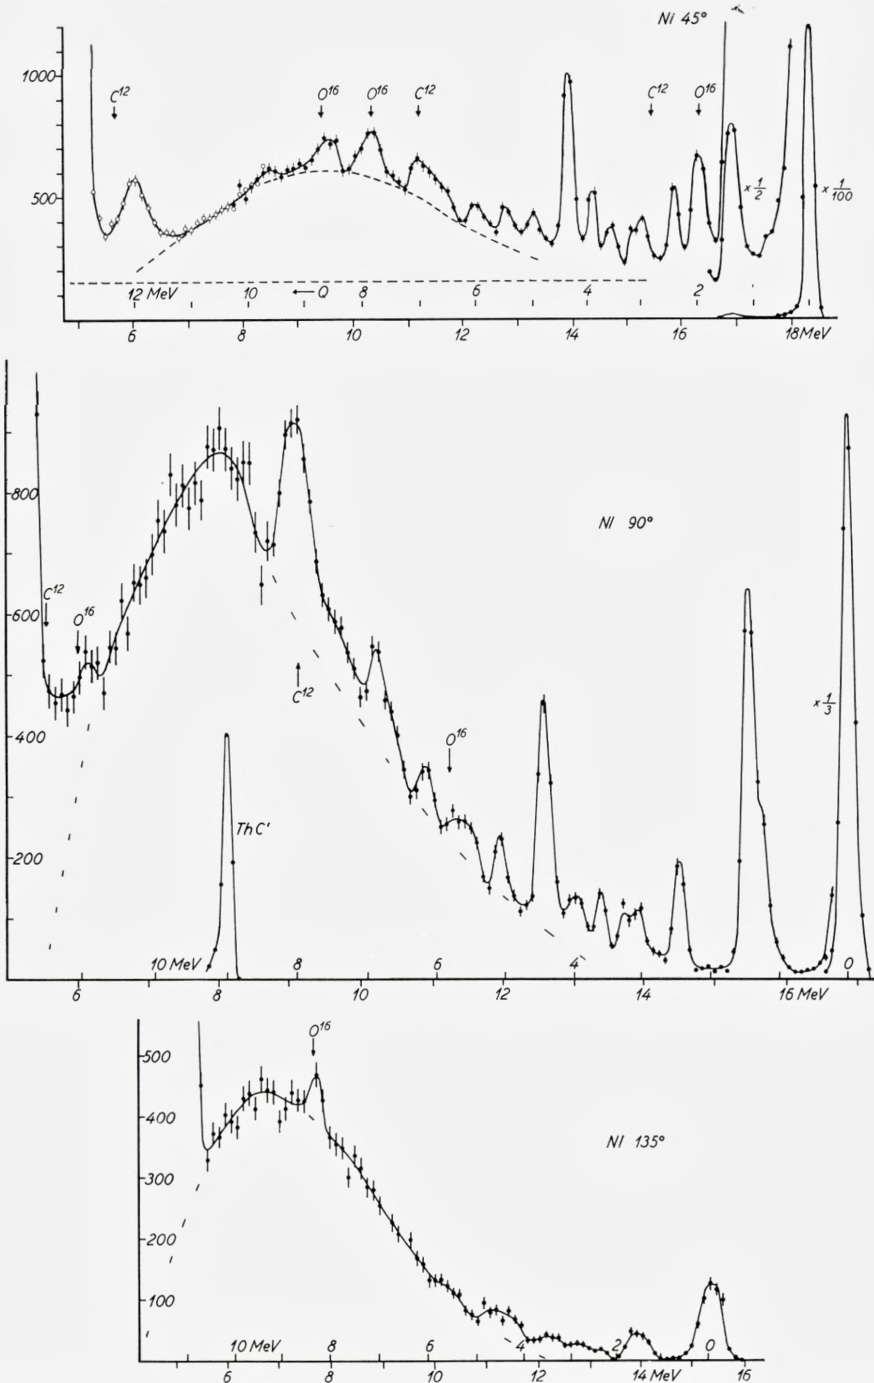 Ni 45°
1000
C¹²
O¹⁶
O¹⁶
C¹²
C¹²
O¹⁶
× 1/2
× 1/100
500
12 MeV
10
← Q
8
6
4
2
6
8
10
12
14
16
18 MeV
800
Ni 90°
600
C¹²
O¹⁶
C¹²
400
O¹⁶
× 1/3
200
ThC'
10 MeV
8
6
4
0
6
8
10
12
14
16 MeV
500
O¹⁶
400
Ni 135°
300
200
100
10 MeV
8
6
4
2
0
6
8
10
12
14 MeV
16